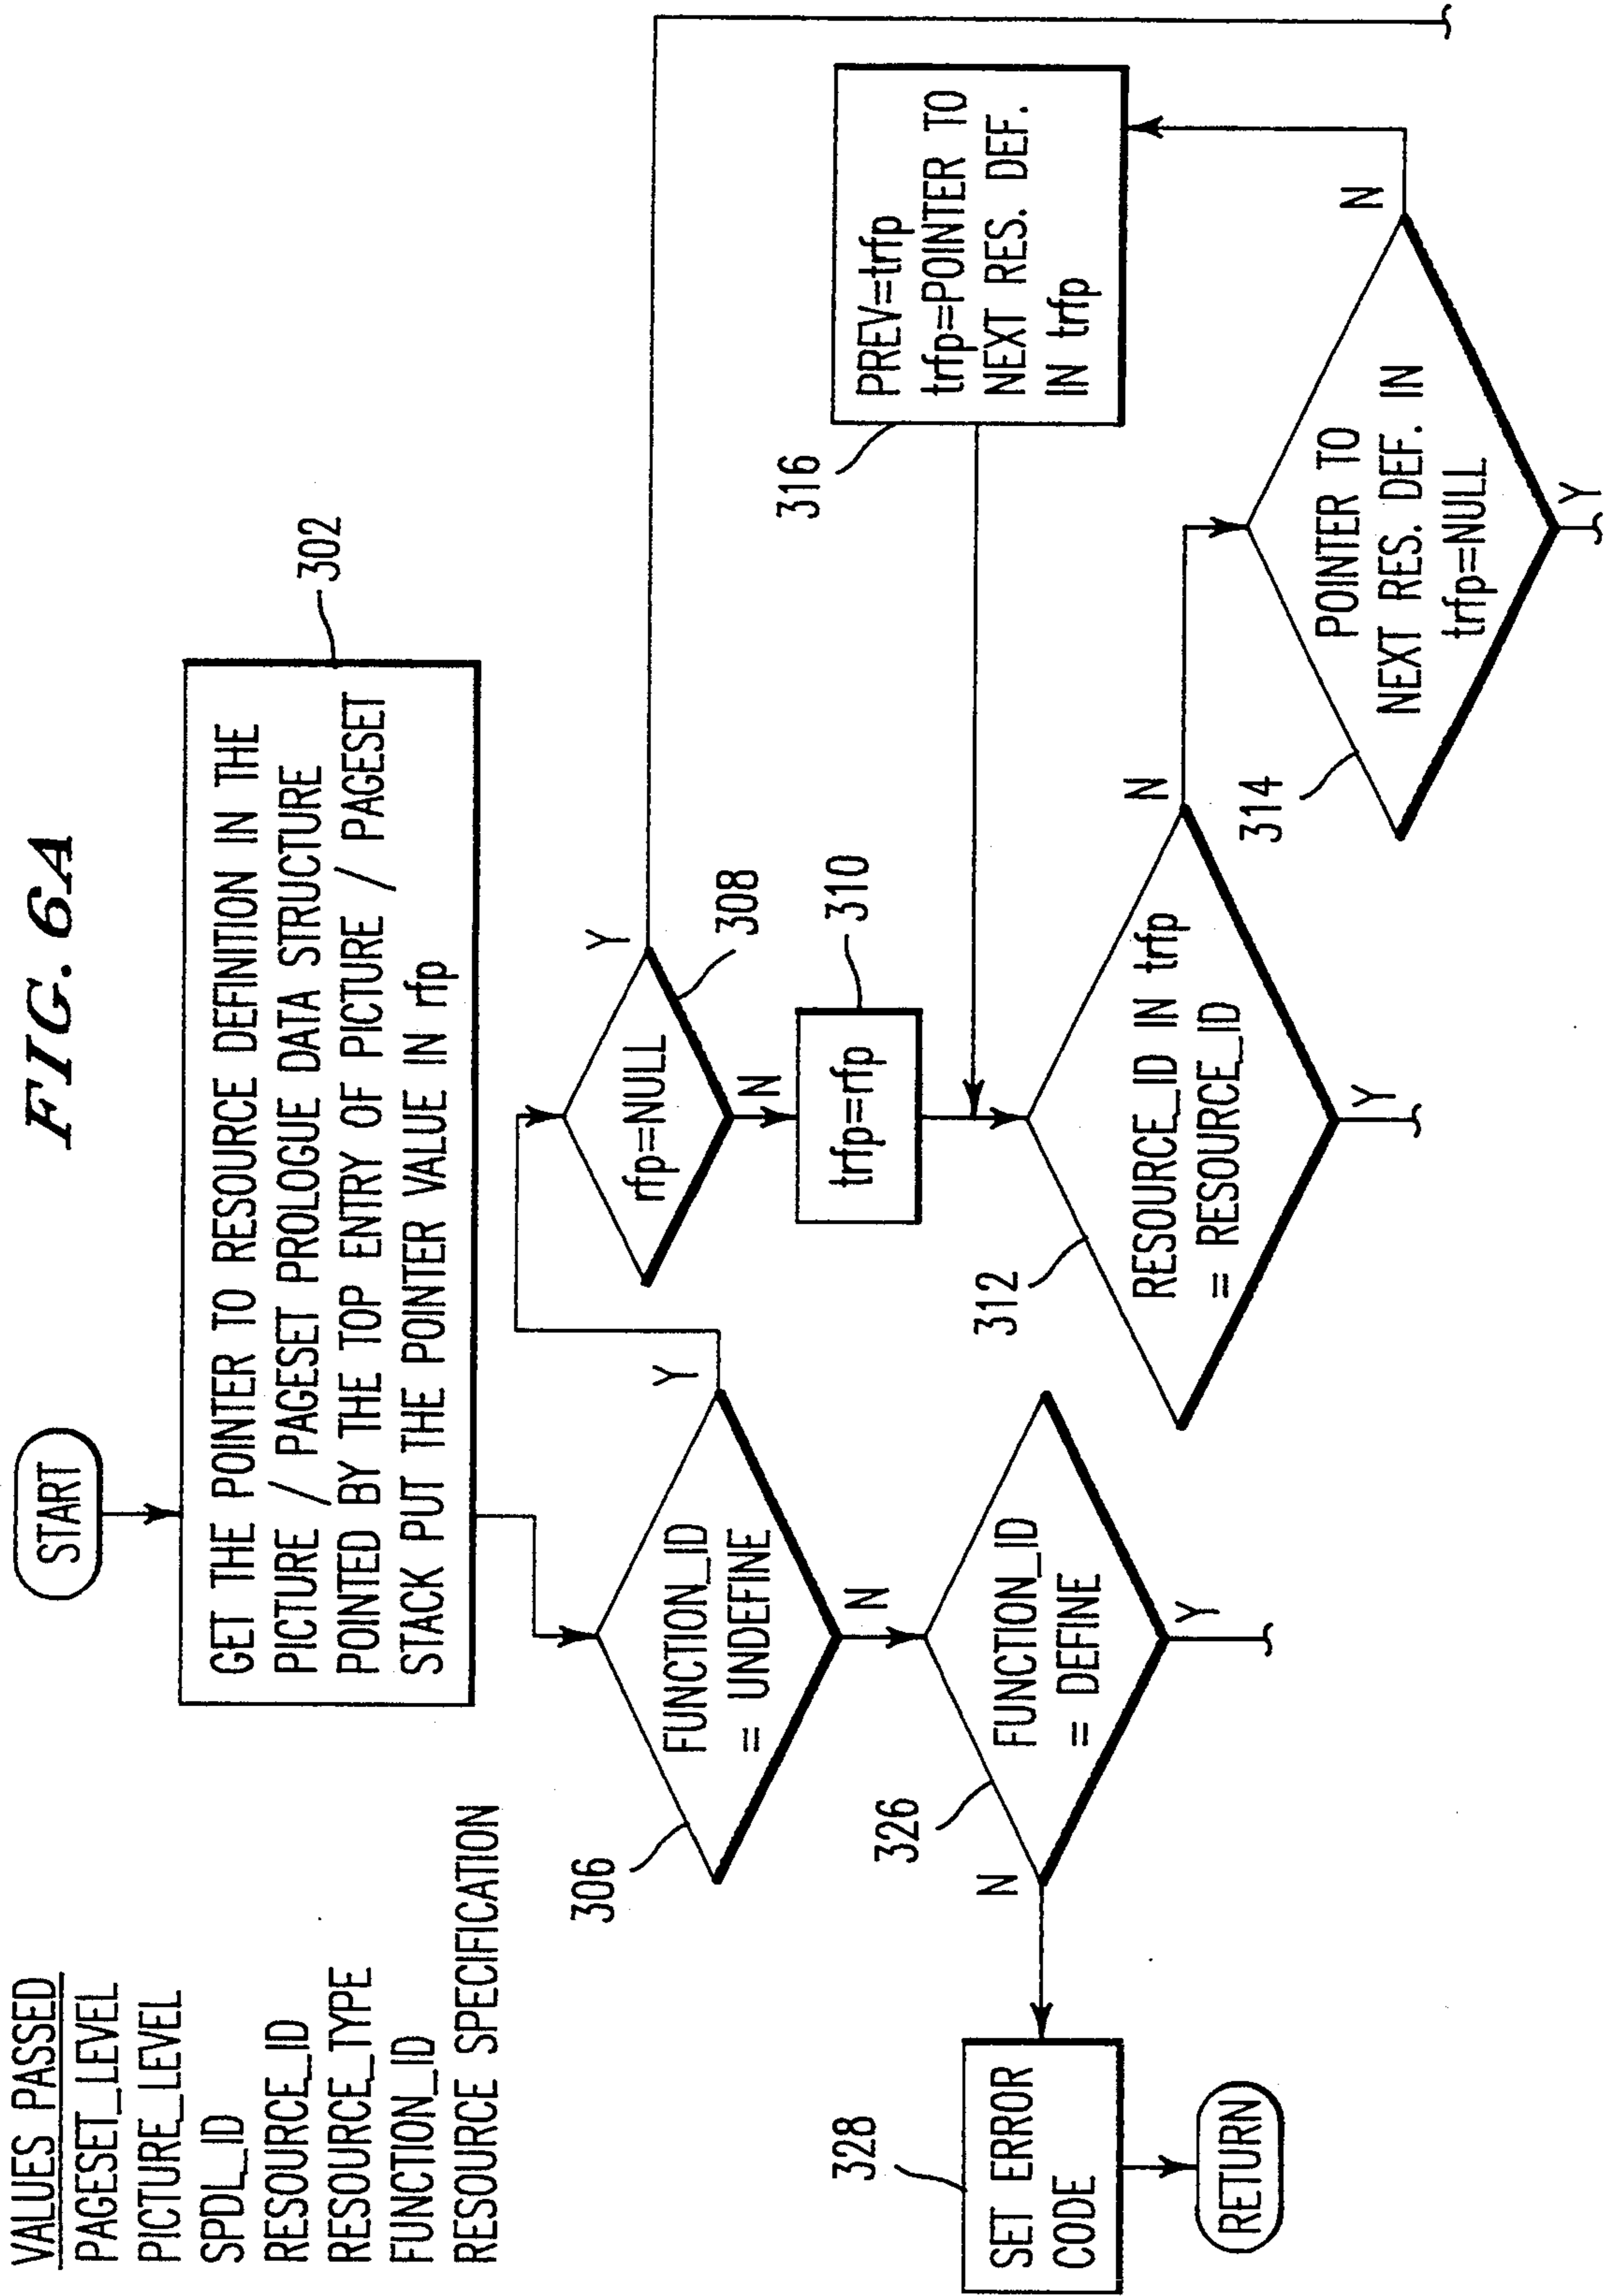 FIG. 6A
VALUES PASSED
PAGESET_LEVEL
PICTURE_LEVEL
SPDL_ID
RESOURCE_ID
RESOURCE_TYPE
FUNCTION_ID
RESOURCE SPECIFICATION
START
GET THE POINTER TO RESOURCE DEFINITION IN THE
PICTURE / PAGESET PROLOGUE DATA STRUCTURE
POINTED BY THE TOP ENTRY OF PICTURE / PAGESET
STACK PUT THE POINTER VALUE IN rfp
302
306
FUNCTION_ID
= UNDEFINE
Y
N
rfp=NULL
Y
308
N
trfp=rfp
310
PREV=trfp
trfp=POINTER TO
NEXT RES. DEF.
IN trfp
316
326
FUNCTION_ID
= DEFINE
N
Y
312
RESOURCE_ID IN trfp
= RESOURCE_ID
N
Y
314
POINTER TO
NEXT RES. DEF. IN
trfp=NULL
N
Y
328
SET ERROR
CODE
RETURN